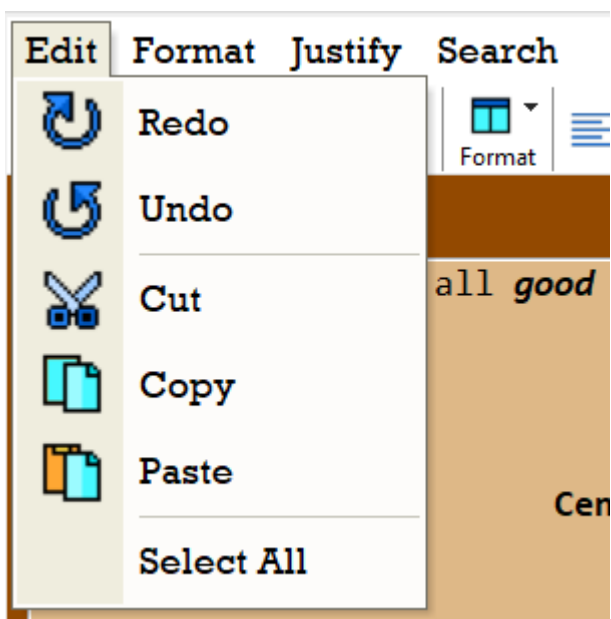 Edit Format Justify Search
Redo
Format
Undo
Cut
all good
Copy
Paste
Cen
Select All